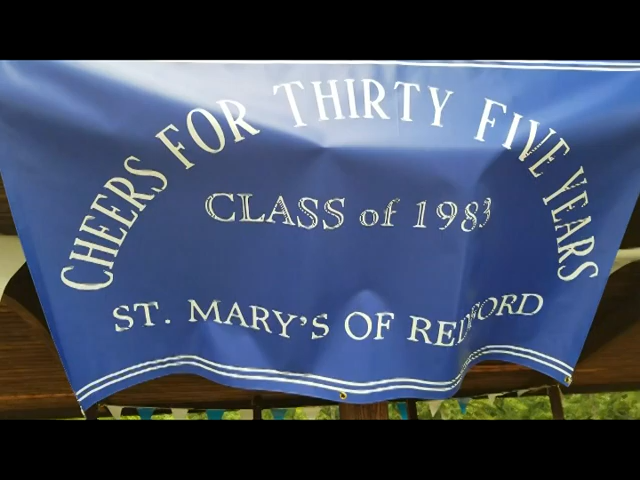 CHEERS FOR THIRTY FIVE YEARS
CLASS of 1983
ST. MARY'S OF REDFORD